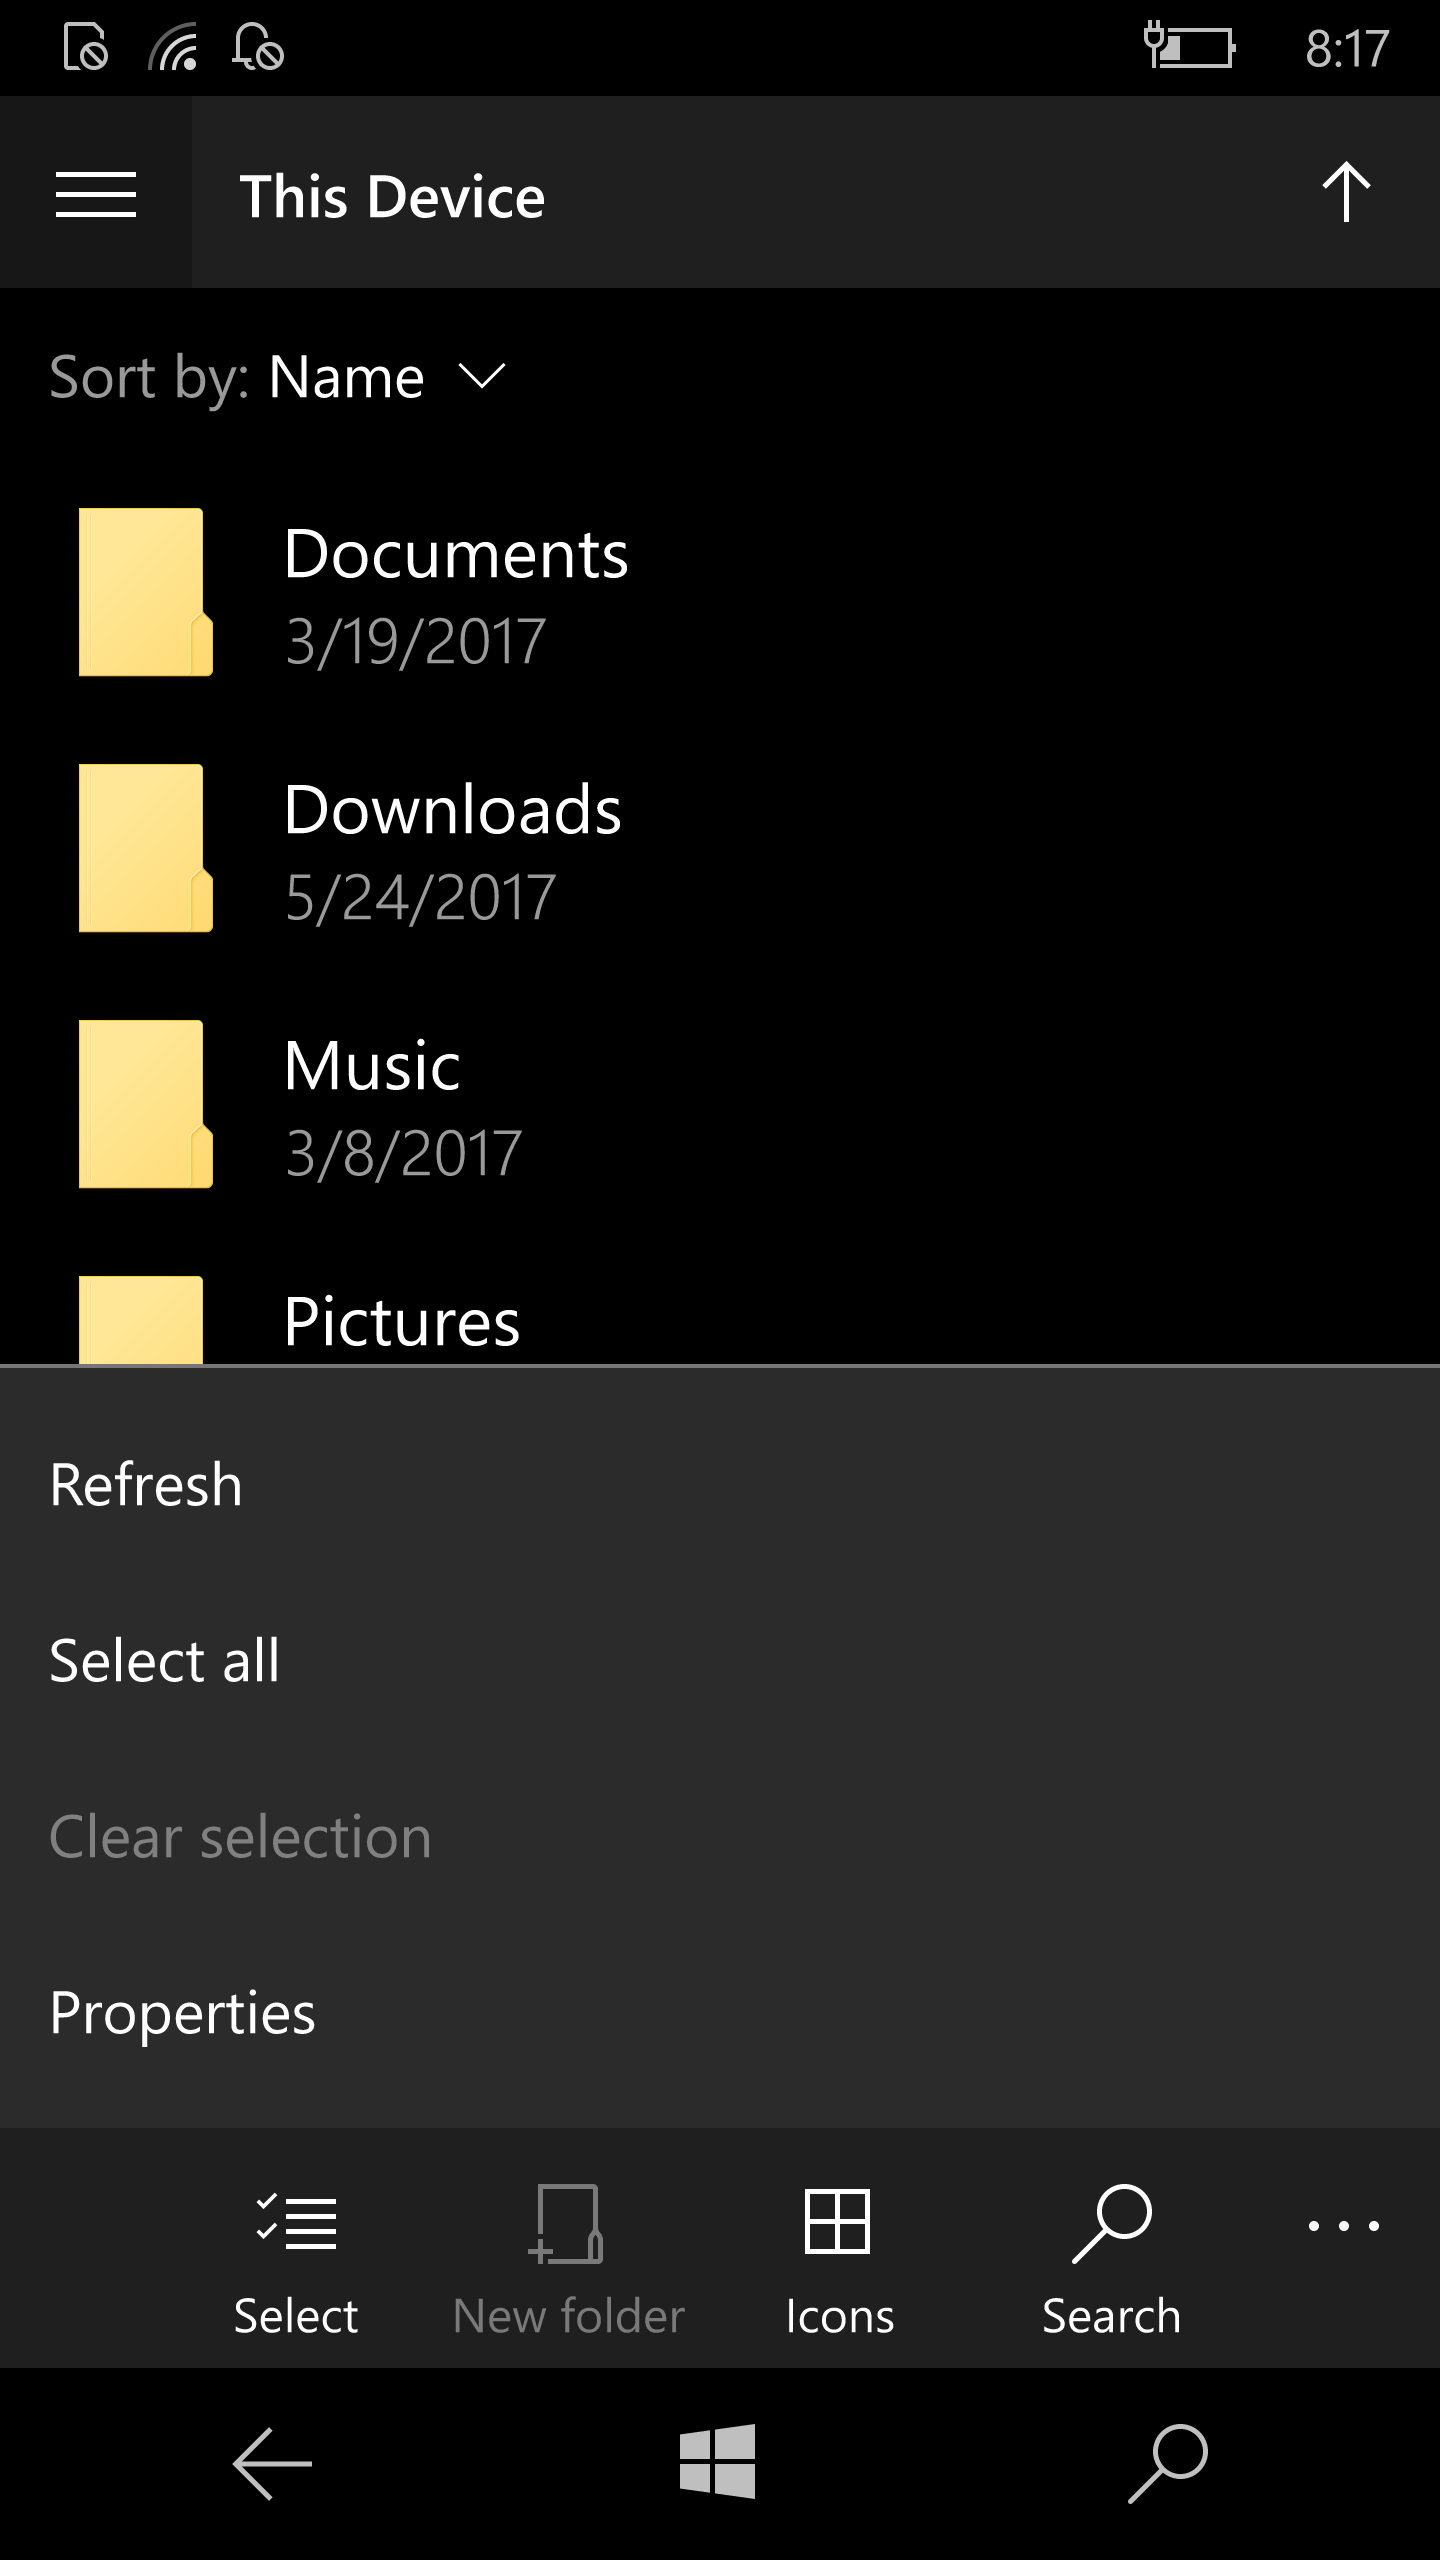 8:17
This Device
Sort by: Name
Documents
3/19/2017
Downloads
5/24/2017
Music
3/8/2017
Pictures
Refresh
Select all
Clear selection
Properties
Select New folder Icons Search